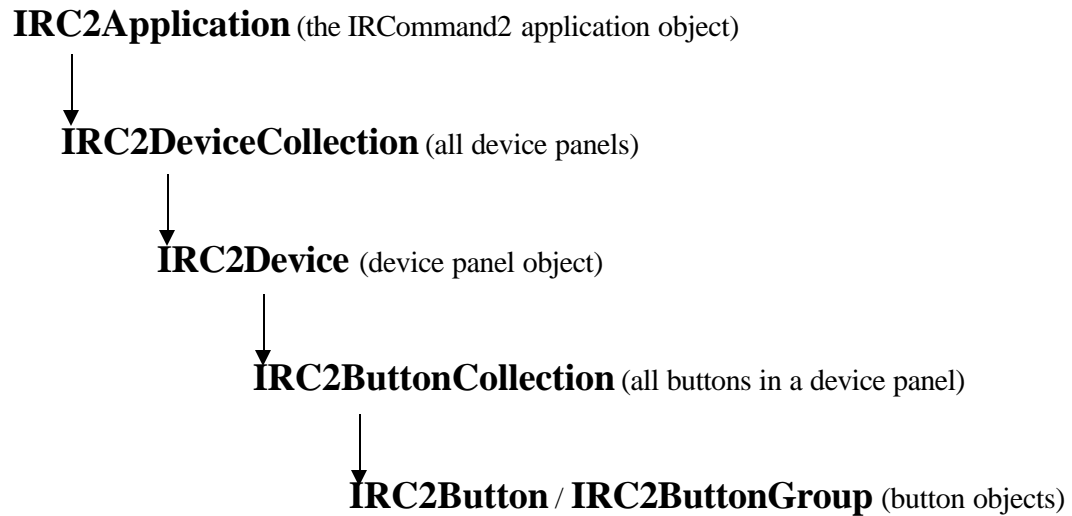 IRC2Application (the IRCommand2 application object)
IRC2DeviceCollection (all device panels)
IRC2Device (device panel object)
IRC2ButtonCollection (all buttons in a device panel)
IRC2Button / IRC2ButtonGroup (button objects)